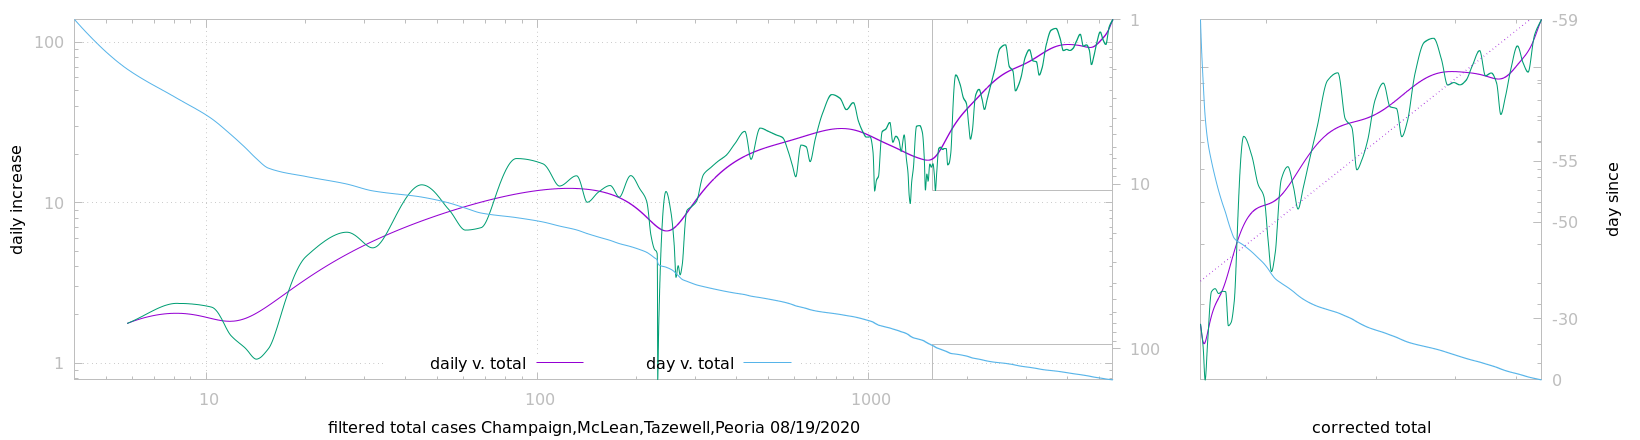 daily increase
100
10
1
10
100
1000
1
10
100
daily v. total
day v. total
filtered total cases Champaign,McLean,Tazewell,Peoria 08/19/2020
-59
-55
-50
-30
0
day since
corrected total